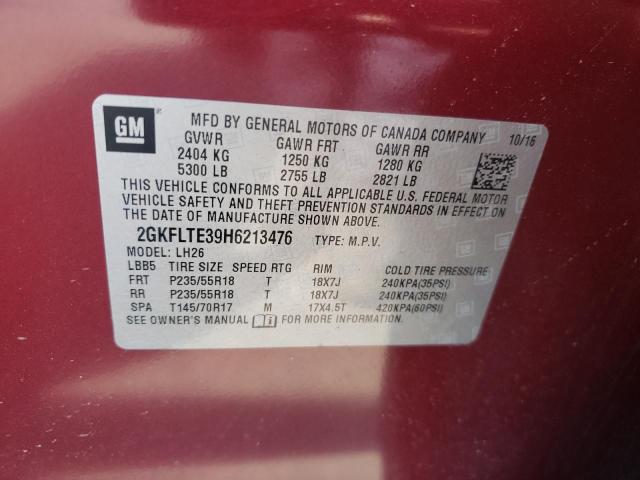 GM
MFD BY GENERAL MOTORS OF CANADA COMPANY 10/16
GVWR GAWR FRT GAWR RR
2404 KG 1250 KG 1280 KG
5300 LB 2755 LB 2821 LB
THIS VEHICLE CONFORMS TO ALL APPLICABLE U.S. FEDERAL MOTOR
VEHICLE SAFETY AND THEFT PREVENTION STANDARDS IN EFFECT ON
THE DATE OF MANUFACTURE SHOWN ABOVE.
2GKFLTE39H6213476 TYPE: M.P.V.
MODEL: LH26
LBB5 TIRE SIZE SPEED RTG RIM COLD TIRE PRESSURE
FRT P235/55R18 T 18X7J 240KPA(35PSI)
RR P235/55R18 T 18X7J 240KPA(35PSI)
SPA T145/70R17 M 17X4.5T 420KPA(60PSI)
SEE OWNER'S MANUAL FOR MORE INFORMATION.